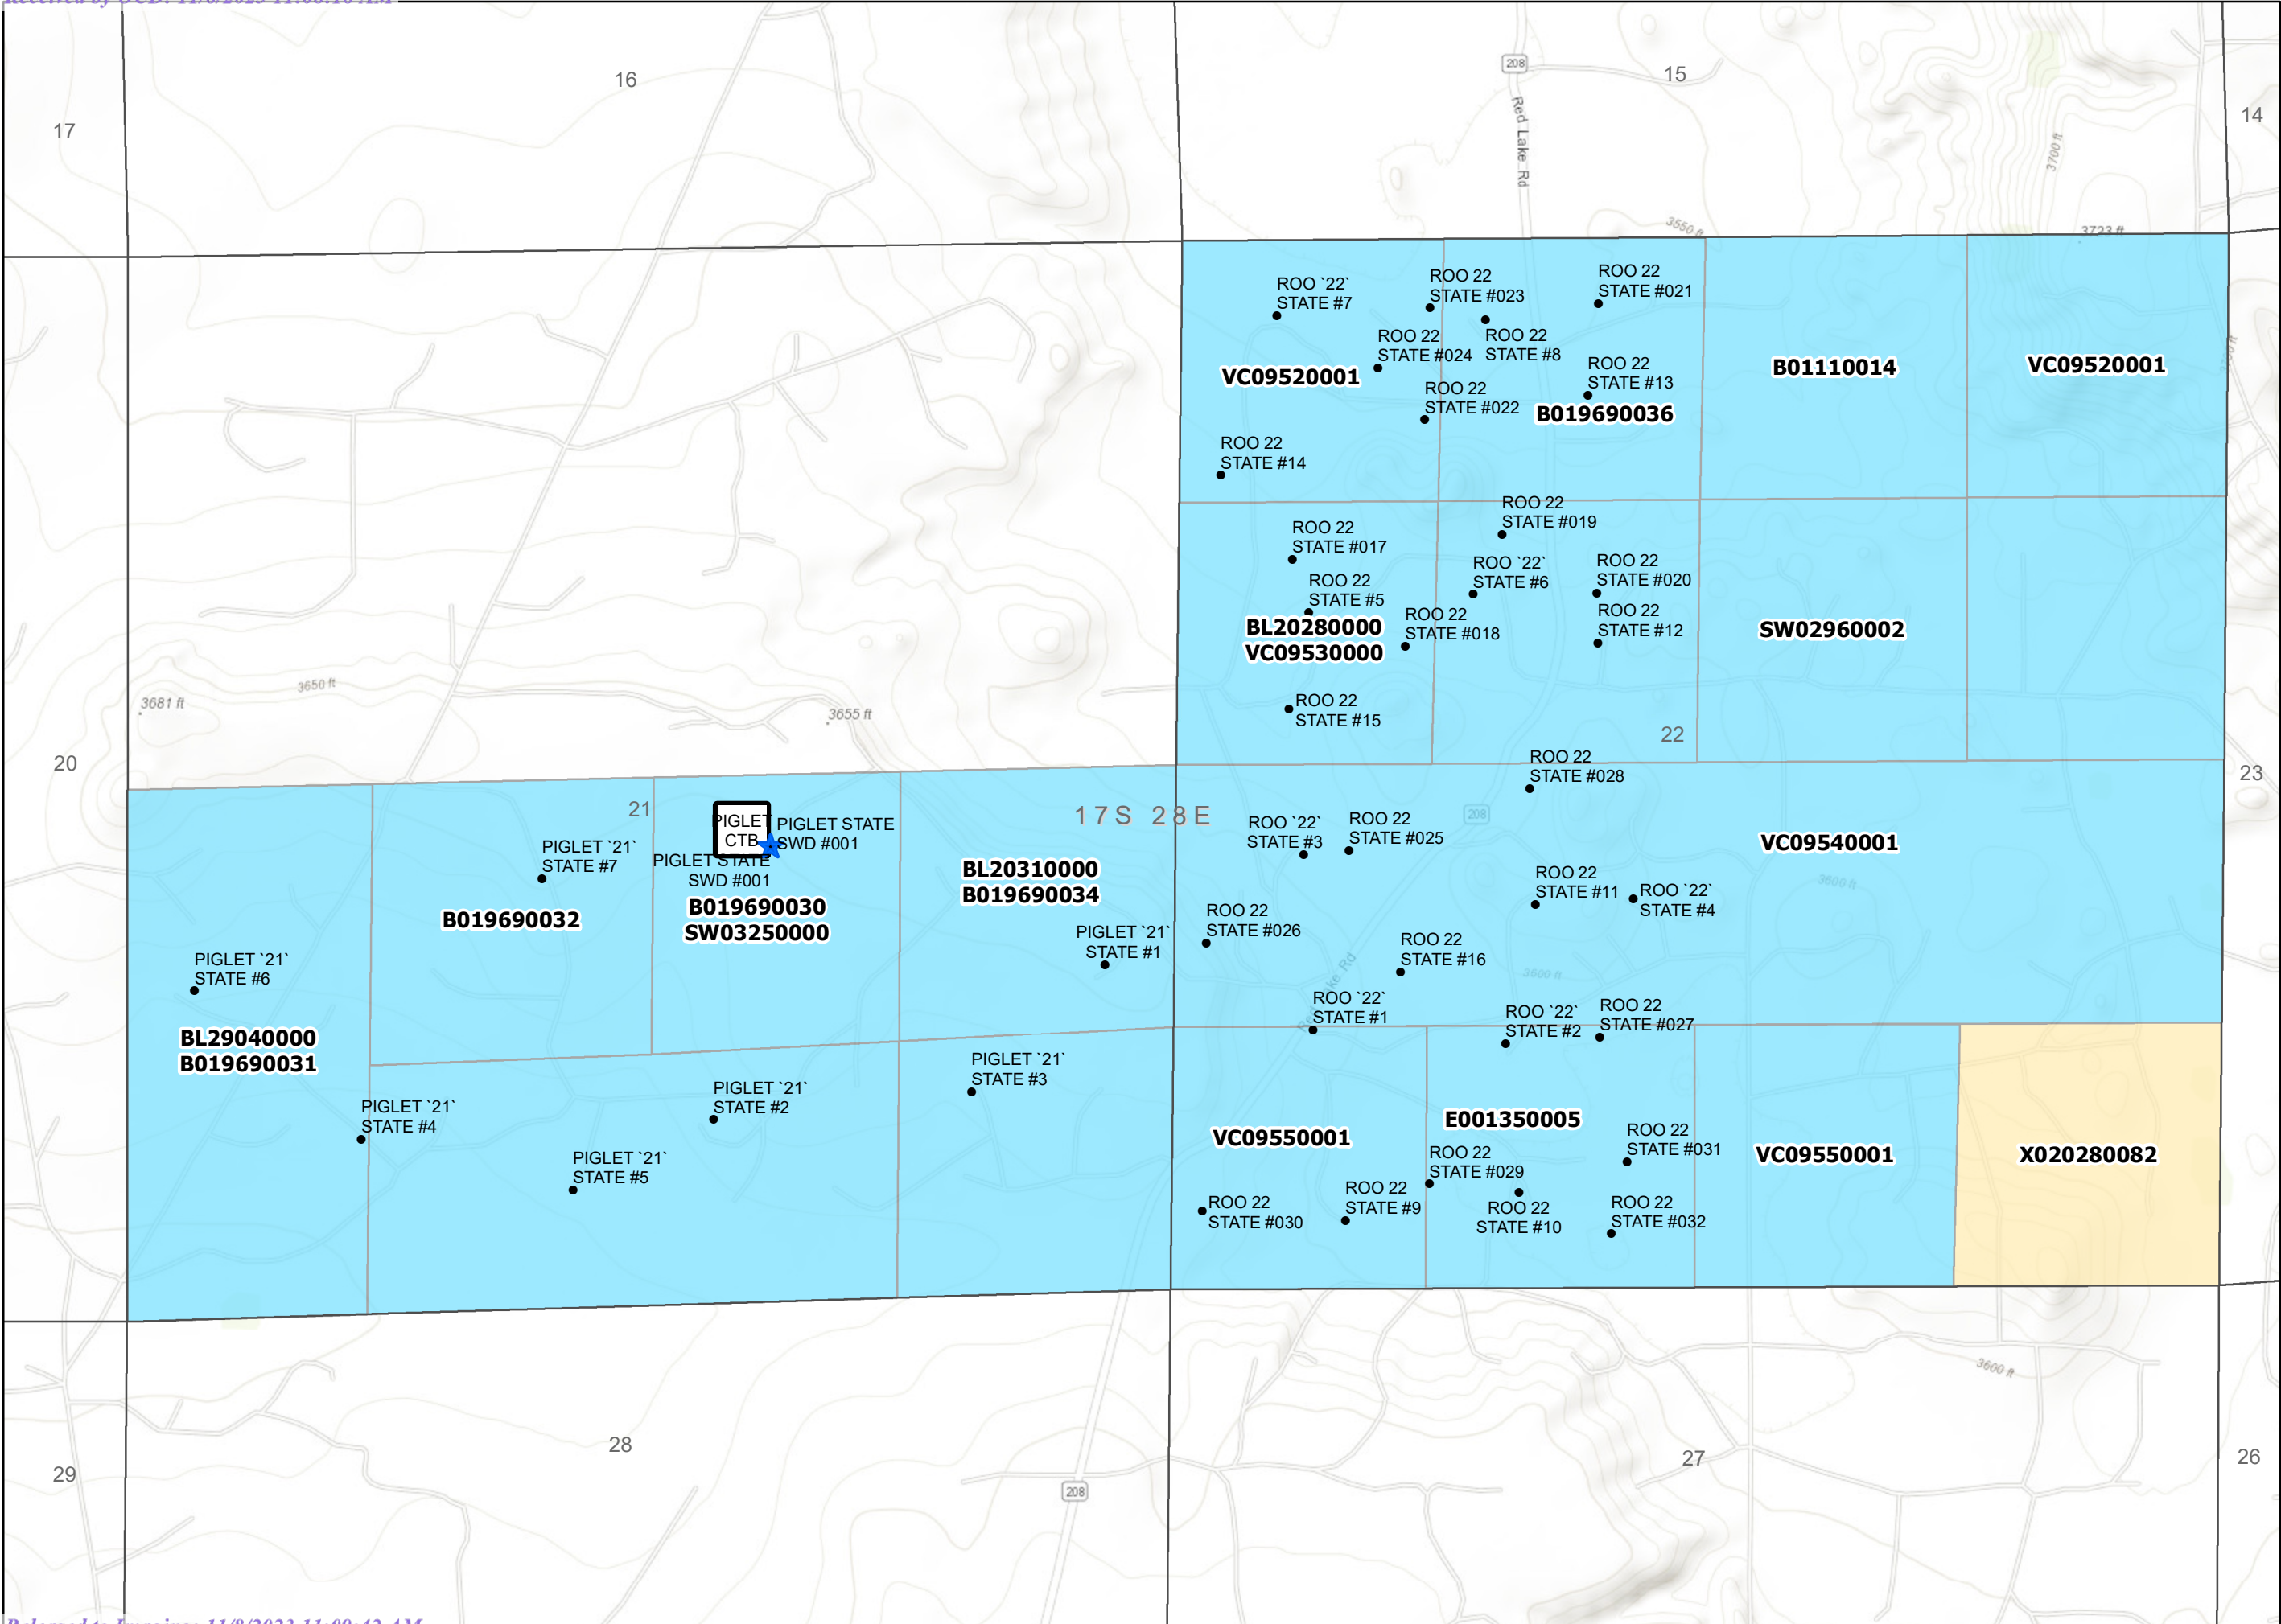 16
15
17
14
208
Red Lake Rd
3700 ft
3550 ft
3723 ft
ROO `22`
STATE #7
ROO 22
STATE #023
ROO 22
STATE #021
ROO 22
STATE #024
ROO 22
STATE #8
ROO 22
STATE #13
VC09520001
B019690036
B01110014
VC09520001
ROO 22
STATE #022
ROO 22
STATE #14
ROO 22
STATE #017
ROO 22
STATE #019
ROO 22
STATE #5
ROO `22`
STATE #6
ROO 22
STATE #020
BL20280000
VC09530000
ROO 22
STATE #018
ROO 22
STATE #12
SW02960002
ROO 22
STATE #15
22
3681 ft
3650 ft
3655 ft
20
23
21
17S 28E
ROO 22
STATE #028
208
PIGLET
CTB
PIGLET STATE
SWD #001
PIGLET STATE
SWD #001
PIGLET `21`
STATE #7
B019690032
B019690030
SW03250000
BL20310000
B019690034
PIGLET `21`
STATE #1
ROO `22`
STATE #3
ROO 22
STATE #025
VC09540001
3600 ft
ROO 22
STATE #11
ROO `22`
STATE #4
ROO 22
STATE #026
ROO 22
STATE #16
3600 ft
PIGLET `21`
STATE #6
BL29040000
B019690031
ROO `22`
STATE #1
ROO `22`
STATE #2
ROO 22
STATE #027
PIGLET `21`
STATE #3
PIGLET `21`
STATE #2
PIGLET `21`
STATE #4
PIGLET `21`
STATE #5
VC09550001
E001350005
ROO 22
STATE #031
VC09550001
X020280082
ROO 22
STATE #029
ROO 22
STATE #030
ROO 22
STATE #9
ROO 22
STATE #10
ROO 22
STATE #032
3600 ft
28
27
29
26
208